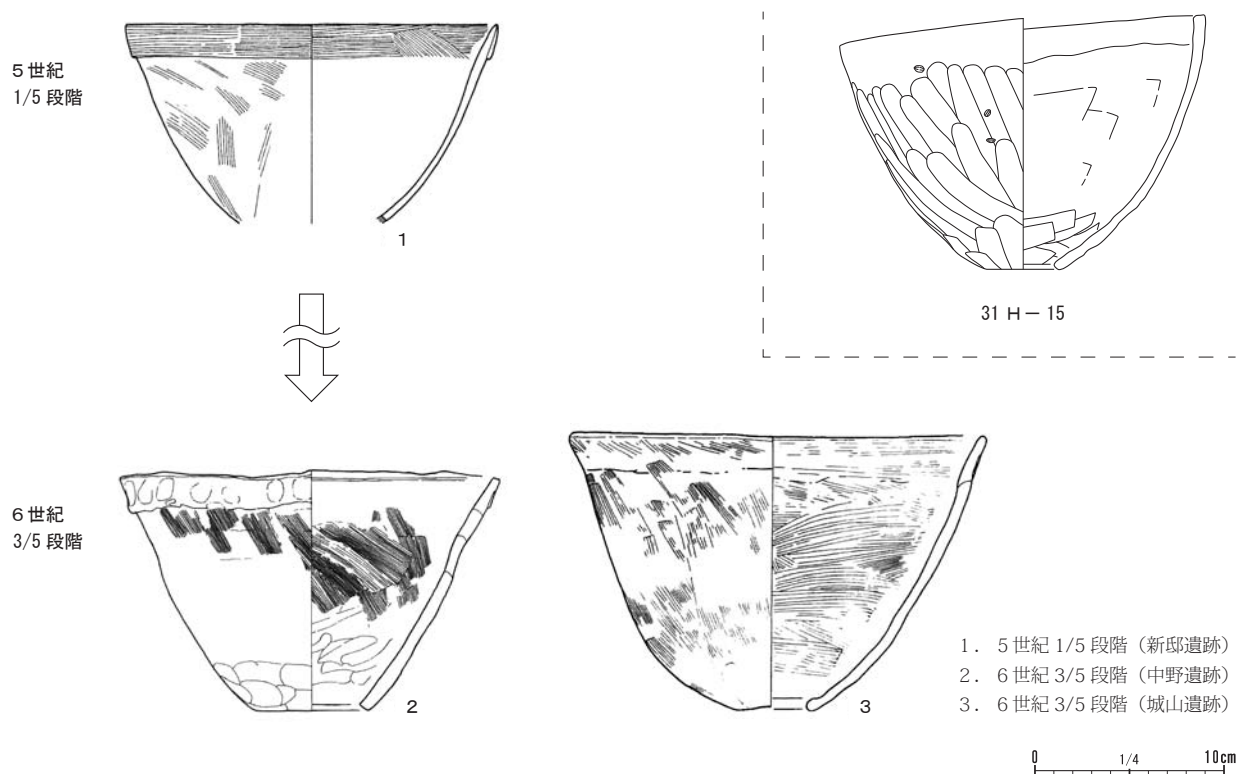 5世紀
1/5 段階
1
31 H － 15
6世紀
3/5 段階
2
3
1. 5世紀 1/5 段階（新邸遺跡）
2. 6世紀 3/5 段階（中野遺跡）
3. 6世紀 3/5 段階（城山遺跡）
0 1/4 10cm